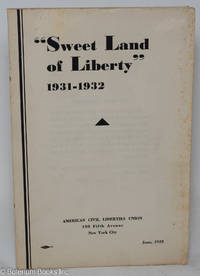 "Sweet Land
of Liberty"
1931-1932
AMERICAN CIVIL LIBERTIES UNION
100 Fifth Avenue
New York City
June, 1932
© Bolerium Books Inc.